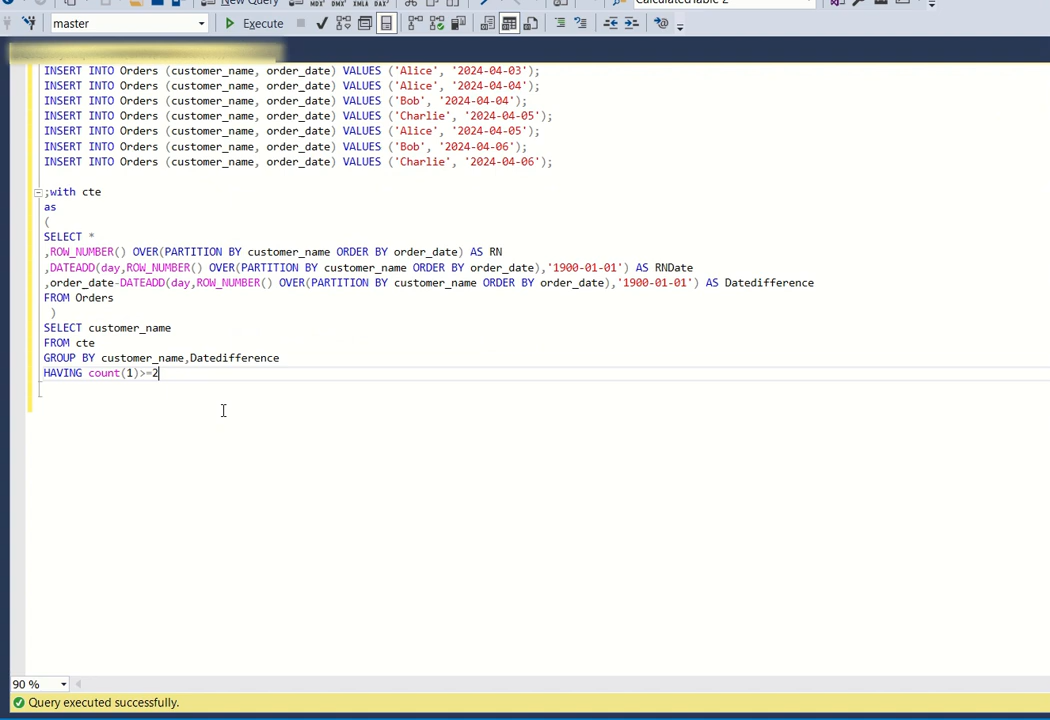 New Query
CalculatedTable 2
master
Execute
INSERT INTO Orders (customer_name, order_date) VALUES ('Alice', '2024-04-03');
INSERT INTO Orders (customer_name, order_date) VALUES ('Alice', '2024-04-04');
INSERT INTO Orders (customer_name, order_date) VALUES ('Bob', '2024-04-04');
INSERT INTO Orders (customer_name, order_date) VALUES ('Charlie', '2024-04-05');
INSERT INTO Orders (customer_name, order_date) VALUES ('Alice', '2024-04-05');
INSERT INTO Orders (customer_name, order_date) VALUES ('Bob', '2024-04-06');
INSERT INTO Orders (customer_name, order_date) VALUES ('Charlie', '2024-04-06');
;with cte
as
(
SELECT *
,ROW_NUMBER() OVER(PARTITION BY customer_name ORDER BY order_date) AS RN
,DATEADD(day,ROW_NUMBER() OVER(PARTITION BY customer_name ORDER BY order_date),'1900-01-01') AS RNDate
,order_date-DATEADD(day,ROW_NUMBER() OVER(PARTITION BY customer_name ORDER BY order_date),'1900-01-01') AS Datedifference
FROM Orders
)
SELECT customer_name
FROM cte
GROUP BY customer_name,Datedifference
HAVING count(1)>=2
90 %
Query executed successfully.